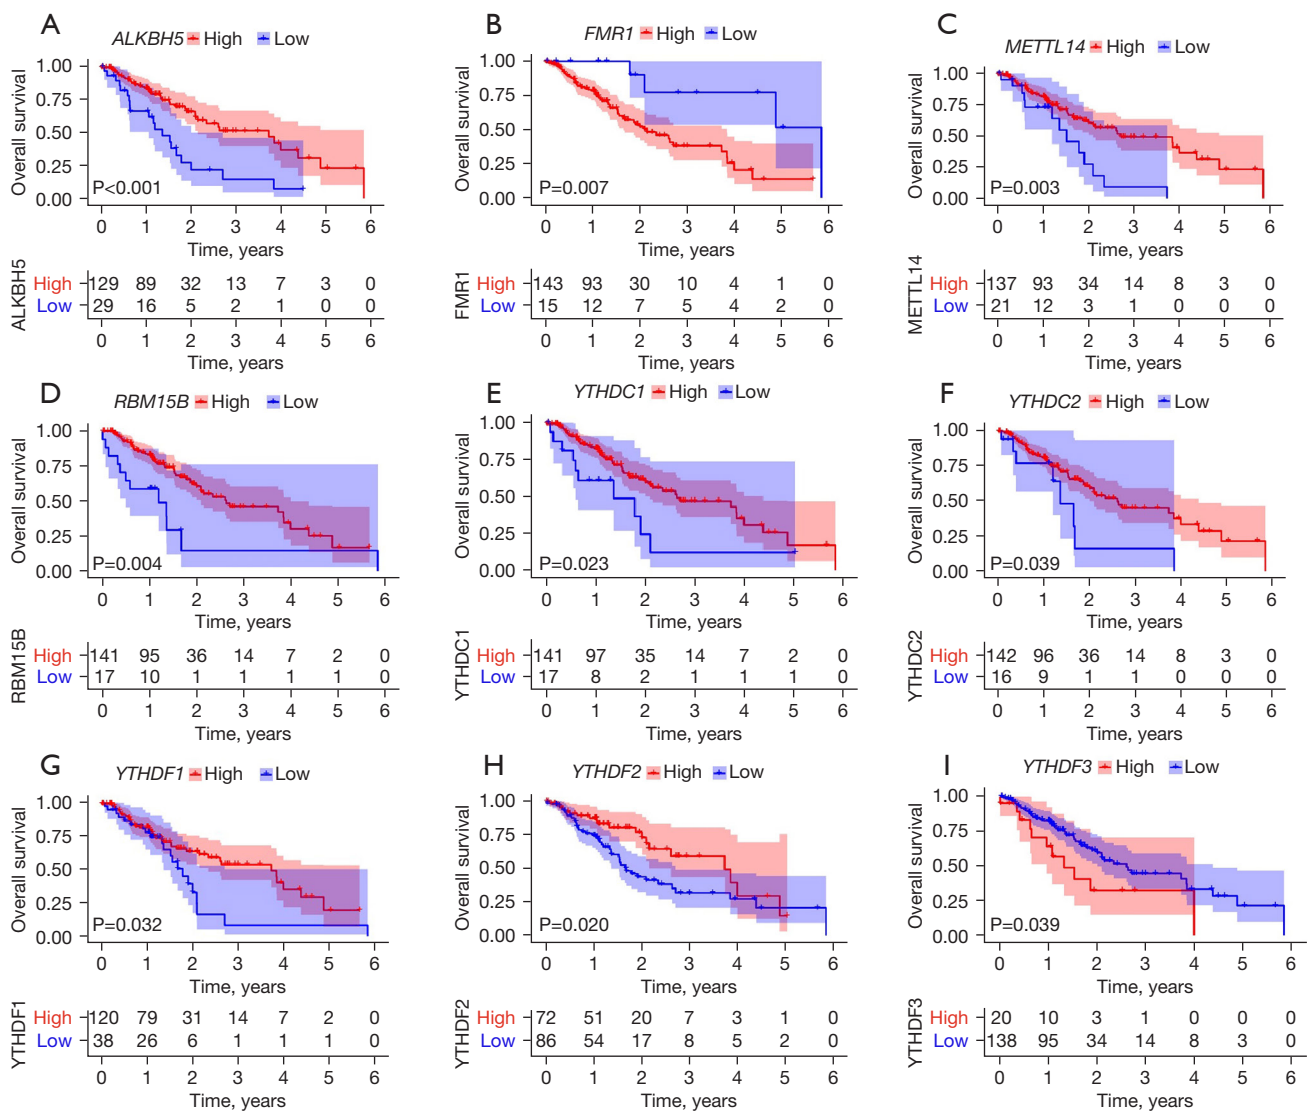 A
ALKBH5 High Low
Overall survival
1.00
0.75
0.50
0.25
0.00
P<0.001
0 1 2 3 4 5 6
Time, years
ALKBH5
High 129 89 32 13 7 3 0
Low 29 16 5 2 1 0 0
0 1 2 3 4 5 6
Time, years
B
FMR1 High Low
Overall survival
1.00
0.75
0.50
0.25
0.00
P=0.007
0 1 2 3 4 5 6
Time, years
FMR1
High 143 93 30 10 4 1 0
Low 15 12 7 5 4 2 0
0 1 2 3 4 5 6
Time, years
C
METTL14 High Low
Overall survival
1.00
0.75
0.50
0.25
0.00
P=0.003
0 1 2 3 4 5 6
Time, years
METTL14
High 137 93 34 14 8 3 0
Low 21 12 3 1 0 0 0
0 1 2 3 4 5 6
Time, years
D
RBM15B High Low
Overall survival
1.00
0.75
0.50
0.25
0.00
P=0.004
0 1 2 3 4 5 6
Time, years
RBM15B
High 141 95 36 14 7 2 0
Low 17 10 1 1 1 1 0
0 1 2 3 4 5 6
Time, years
E
YTHDC1 High Low
Overall survival
1.00
0.75
0.50
0.25
0.00
P=0.023
0 1 2 3 4 5 6
Time, years
YTHDC1
High 141 97 35 14 7 2 0
Low 17 8 2 1 1 1 0
0 1 2 3 4 5 6
Time, years
F
YTHDC2 High Low
Overall survival
1.00
0.75
0.50
0.25
0.00
P=0.039
0 1 2 3 4 5 6
Time, years
YTHDC2
High 142 96 36 14 8 3 0
Low 16 9 1 1 0 0 0
0 1 2 3 4 5 6
Time, years
G
YTHDF1 High Low
Overall survival
1.00
0.75
0.50
0.25
0.00
P=0.032
0 1 2 3 4 5 6
Time, years
YTHDF1
High 120 79 31 14 7 2 0
Low 38 26 6 1 1 1 0
0 1 2 3 4 5 6
Time, years
H
YTHDF2 High Low
Overall survival
1.00
0.75
0.50
0.25
0.00
P=0.020
0 1 2 3 4 5 6
Time, years
YTHDF2
High 72 51 20 7 3 1 0
Low 86 54 17 8 5 2 0
0 1 2 3 4 5 6
Time, years
I
YTHDF3 High Low
Overall survival
1.00
0.75
0.50
0.25
0.00
P=0.039
0 1 2 3 4 5 6
Time, years
YTHDF3
High 20 10 3 1 0 0 0
Low 138 95 34 14 8 3 0
0 1 2 3 4 5 6
Time, years